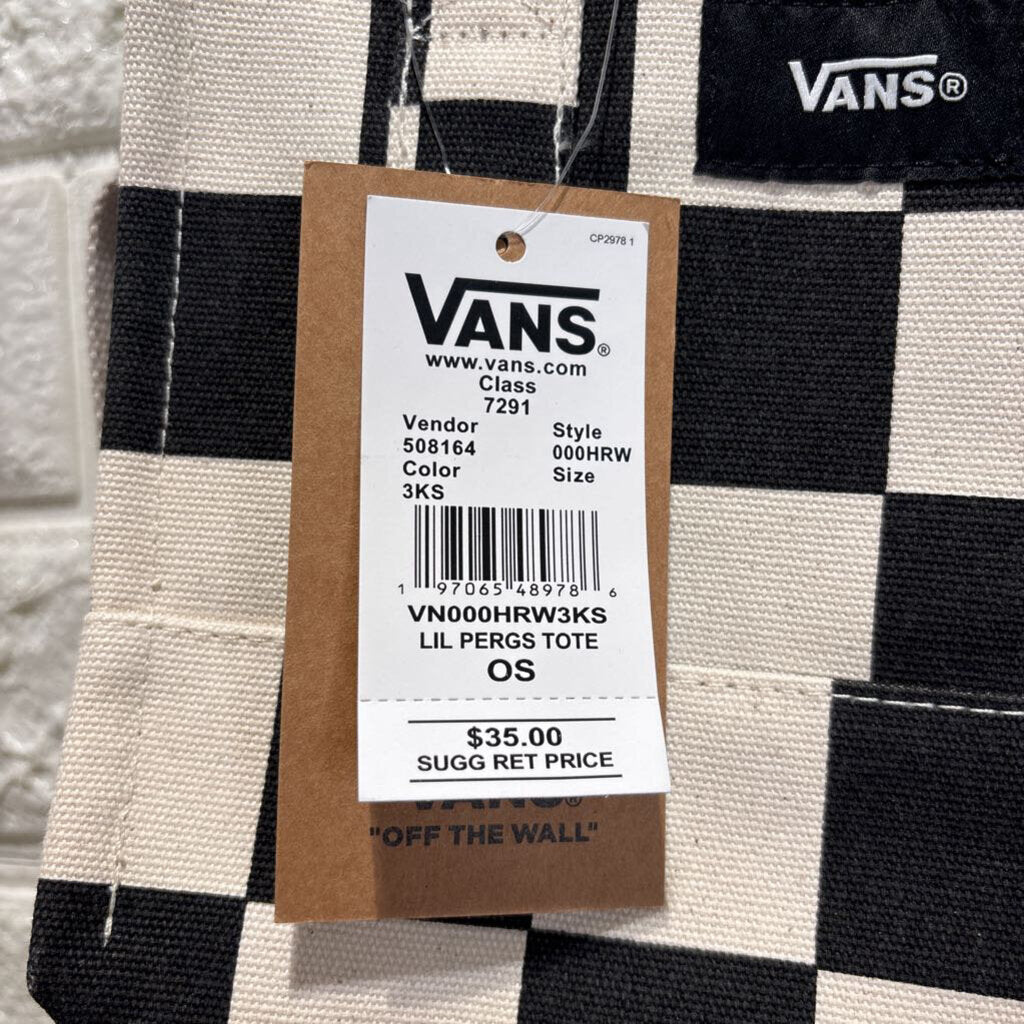 VANS®
CP2978 1
VANS®
www.vans.com
Class
7291
Vendor Style
508164 000HRW
Color Size
3KS
1 97065 48978 6
VN000HRW3KS
LIL PERGS TOTE
OS
$35.00
SUGG RET PRICE
VANS®
"OFF THE WALL"